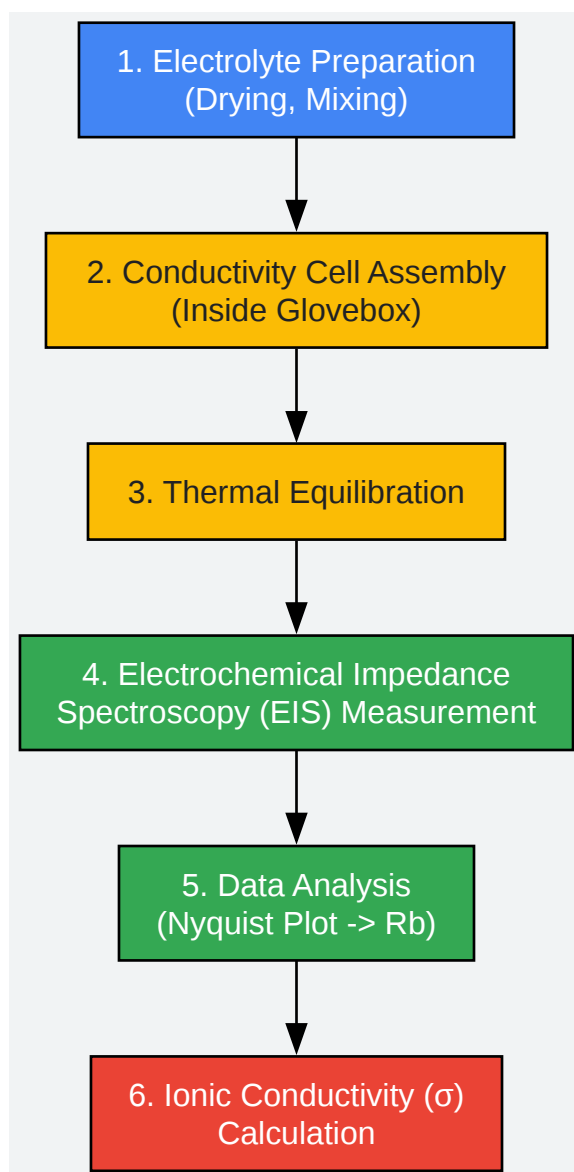 1. Electrolyte Preparation
(Drying, Mixing)
2. Conductivity Cell Assembly
(Inside Glovebox)
3. Thermal Equilibration
4. Electrochemical Impedance
Spectroscopy (EIS) Measurement
5. Data Analysis
(Nyquist Plot -> Rb)
6. Ionic Conductivity (σ)
Calculation